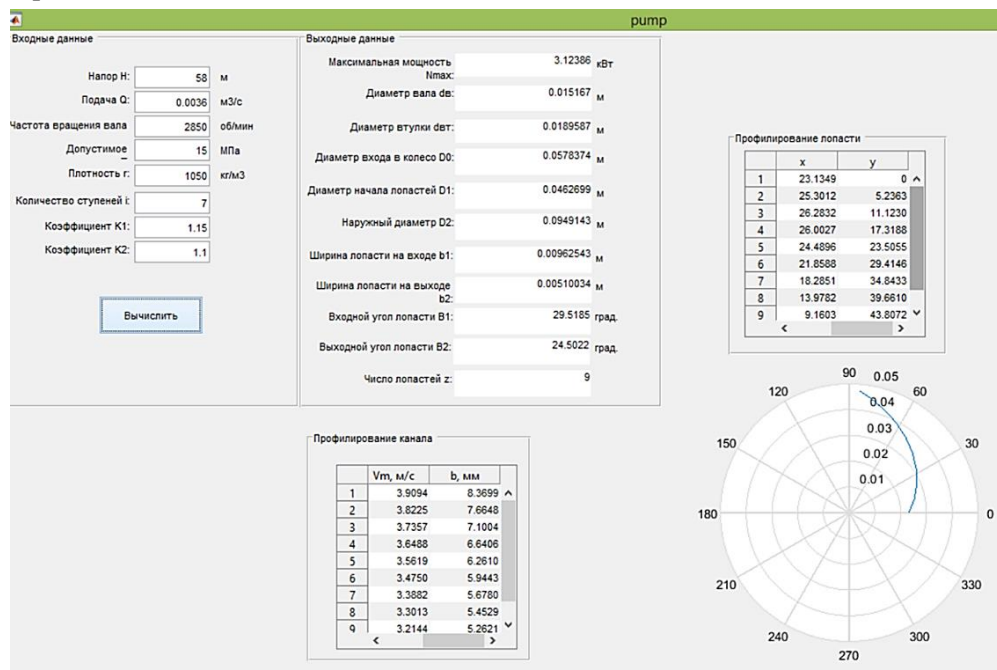 pump
Входные данные
Напор H: 58 м
Подача Q: 0.0036 м3/с
Частота вращения вала 2850 об/мин
Допустимое 15 МПа
Плотность r: 1050 кг/м3
Количество ступеней i: 7
Коэффициент K1: 1.15
Коэффициент K2: 1.1
Вычислить
Выходные данные
Максимальная мощность
Nmax: 3.12386 кВт
Диаметр вала dв: 0.015167 м
Диаметр втулки dвт: 0.0189587 м
Диаметр входа в колесо D0: 0.0578374 м
Диаметр начала лопастей D1: 0.0462699 м
Наружный диаметр D2: 0.0949143 м
Ширина лопасти на входе b1: 0.00962543 м
Ширина лопасти на выходе
b2: 0.00510034 м
Входной угол лопасти B1: 29.5185 град.
Выходной угол лопасти B2: 24.5022 град.
Число лопастей z: 9
Профилирование канала
Vm, м/с b, мм
1 3.9094 8.3699
2 3.8225 7.6648
3 3.7357 7.1004
4 3.6488 6.6406
5 3.5619 6.2610
6 3.4750 5.9443
7 3.3882 5.6780
8 3.3013 5.4529
9 3.2144 5.2621
Профилирование лопасти
x y
1 23.1349 0
2 25.3012 5.2363
3 26.2832 11.1230
4 26.0027 17.3188
5 24.4896 23.5055
6 21.8588 29.4146
7 18.2851 34.8433
8 13.9782 39.6610
9 9.1603 43.8072
90 0.05
120 60
0.04
0.03
150 30
0.02
0.01
180 0
210 330
240 300
270